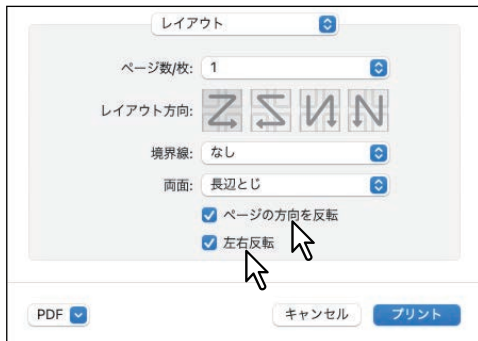 レイアウト
ページ数/枚: 1
レイアウト方向:
境界線: なし
両面: 長辺とじ
ページの方向を反転
左右反転
PDF キャンセル プリント